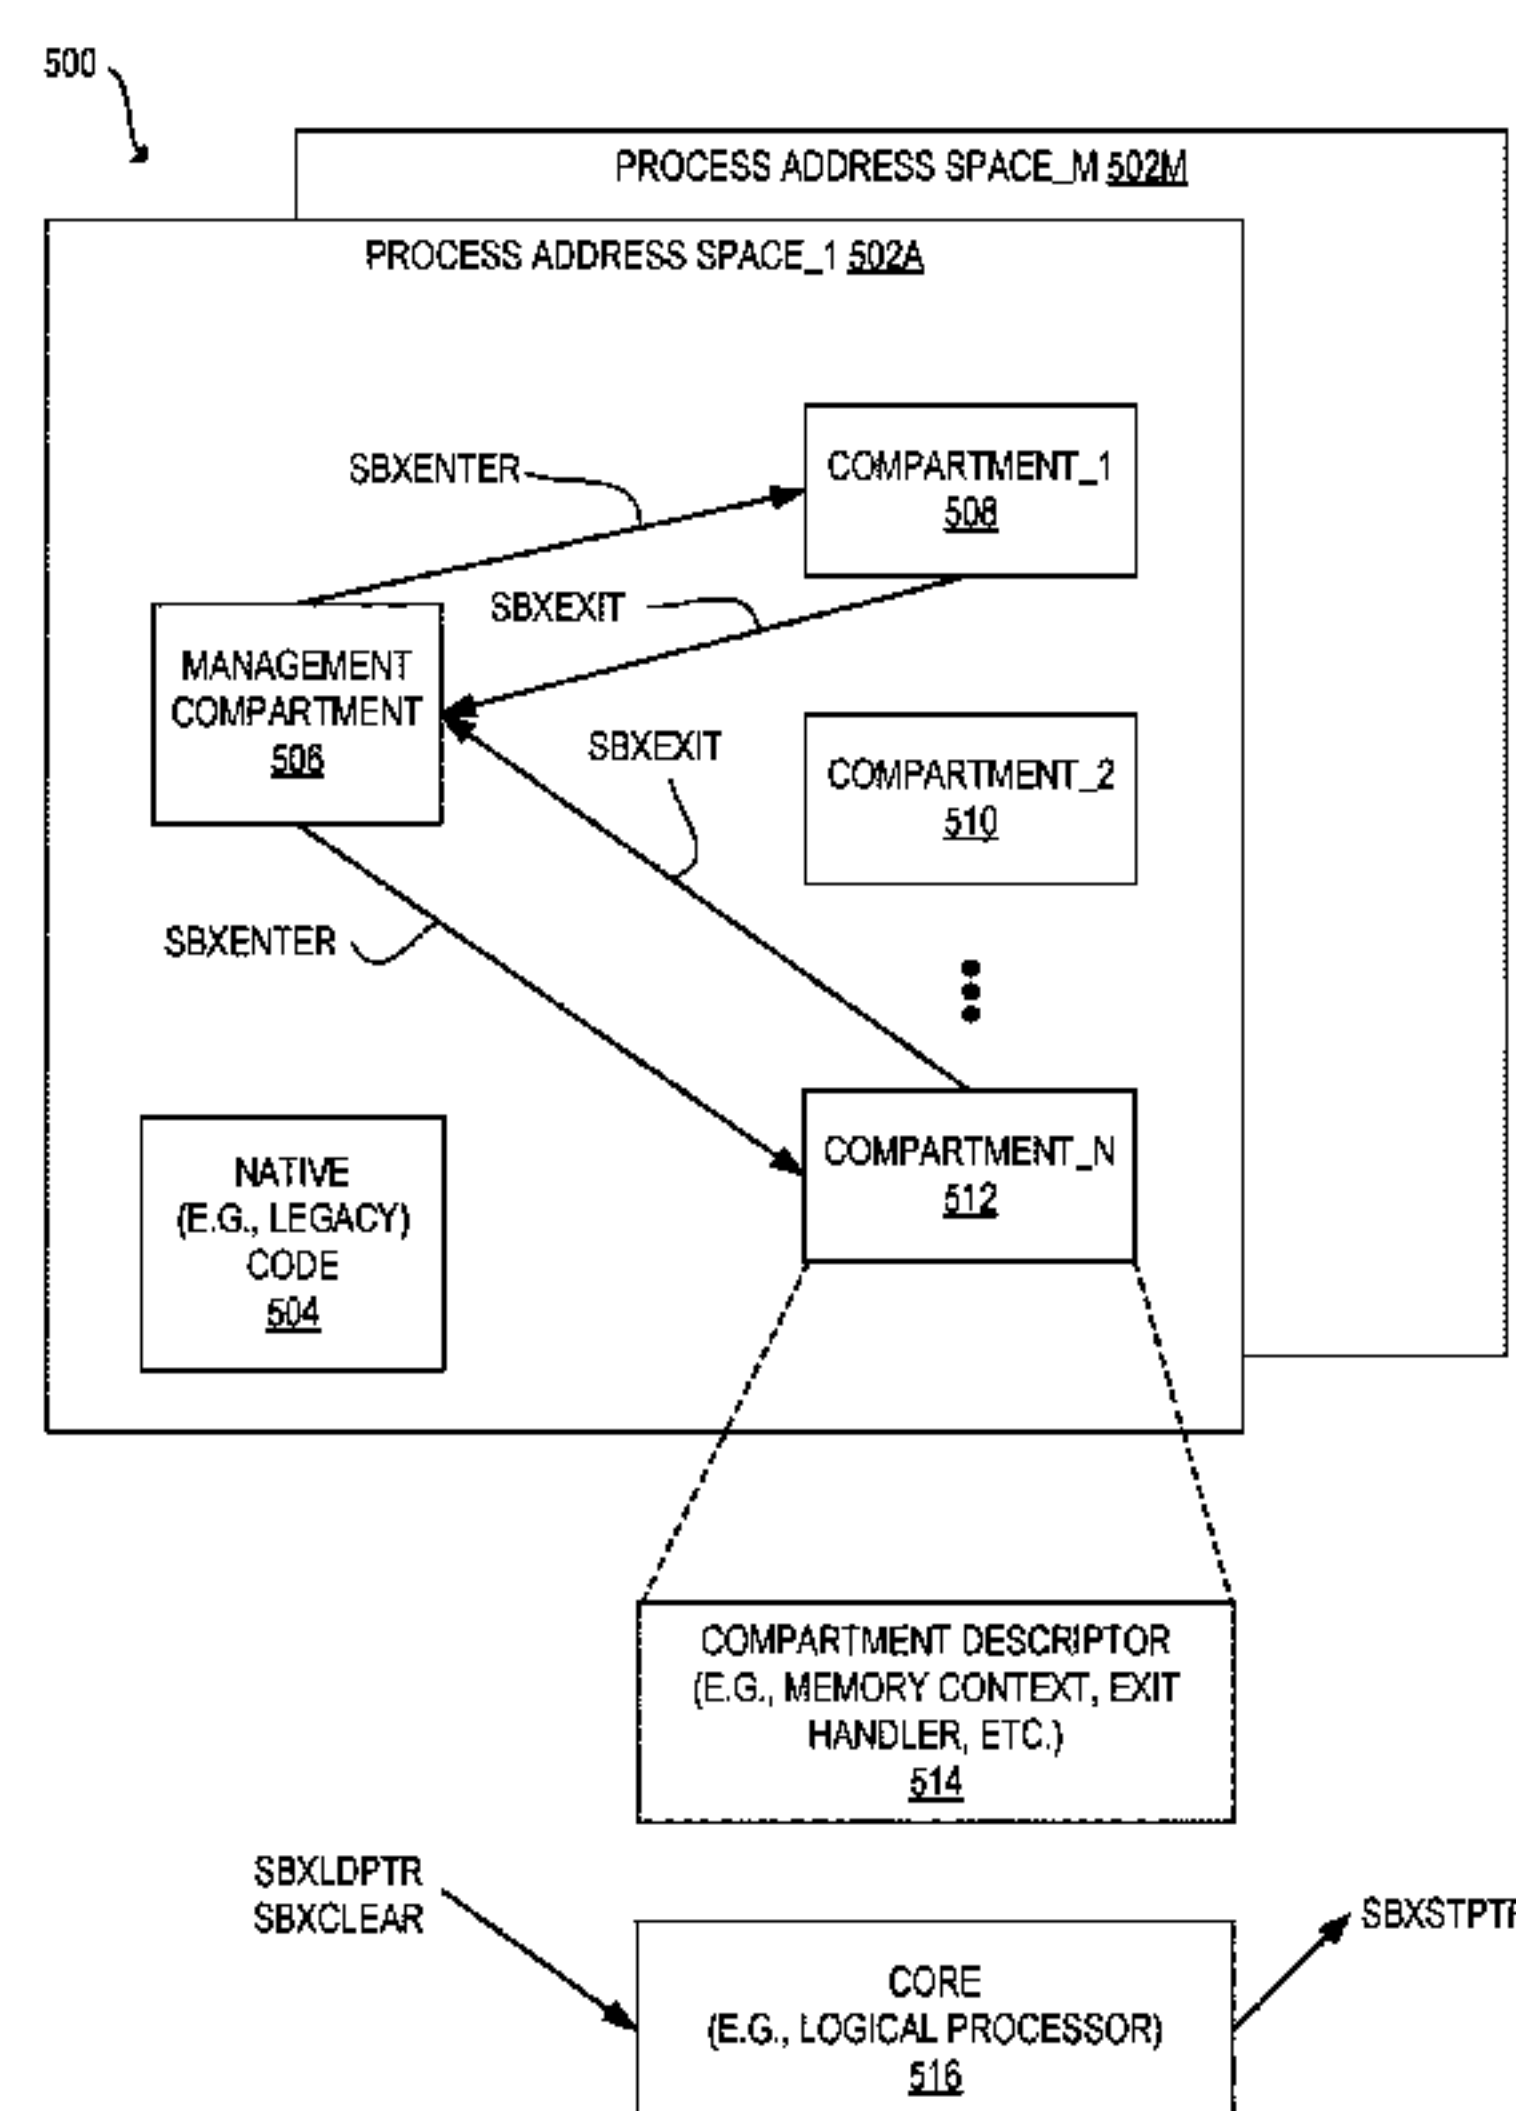 500
PROCESS ADDRESS SPACE_M 502M
PROCESS ADDRESS SPACE_1 502A
SBXENTER
COMPARTMENT_1
508
SBXEXIT
MANAGEMENT
COMPARTMENT
506
SBXEXIT
COMPARTMENT_2
510
SBXENTER
COMPARTMENT_N
512
NATIVE
(E.G., LEGACY)
CODE
504
COMPARTMENT DESCRIPTOR
(E.G., MEMORY CONTEXT, EXIT
HANDLER, ETC.)
514
SBXLDPTR
SBXCLEAR
SBXSTPTR
CORE
(E.G., LOGICAL PROCESSOR)
516